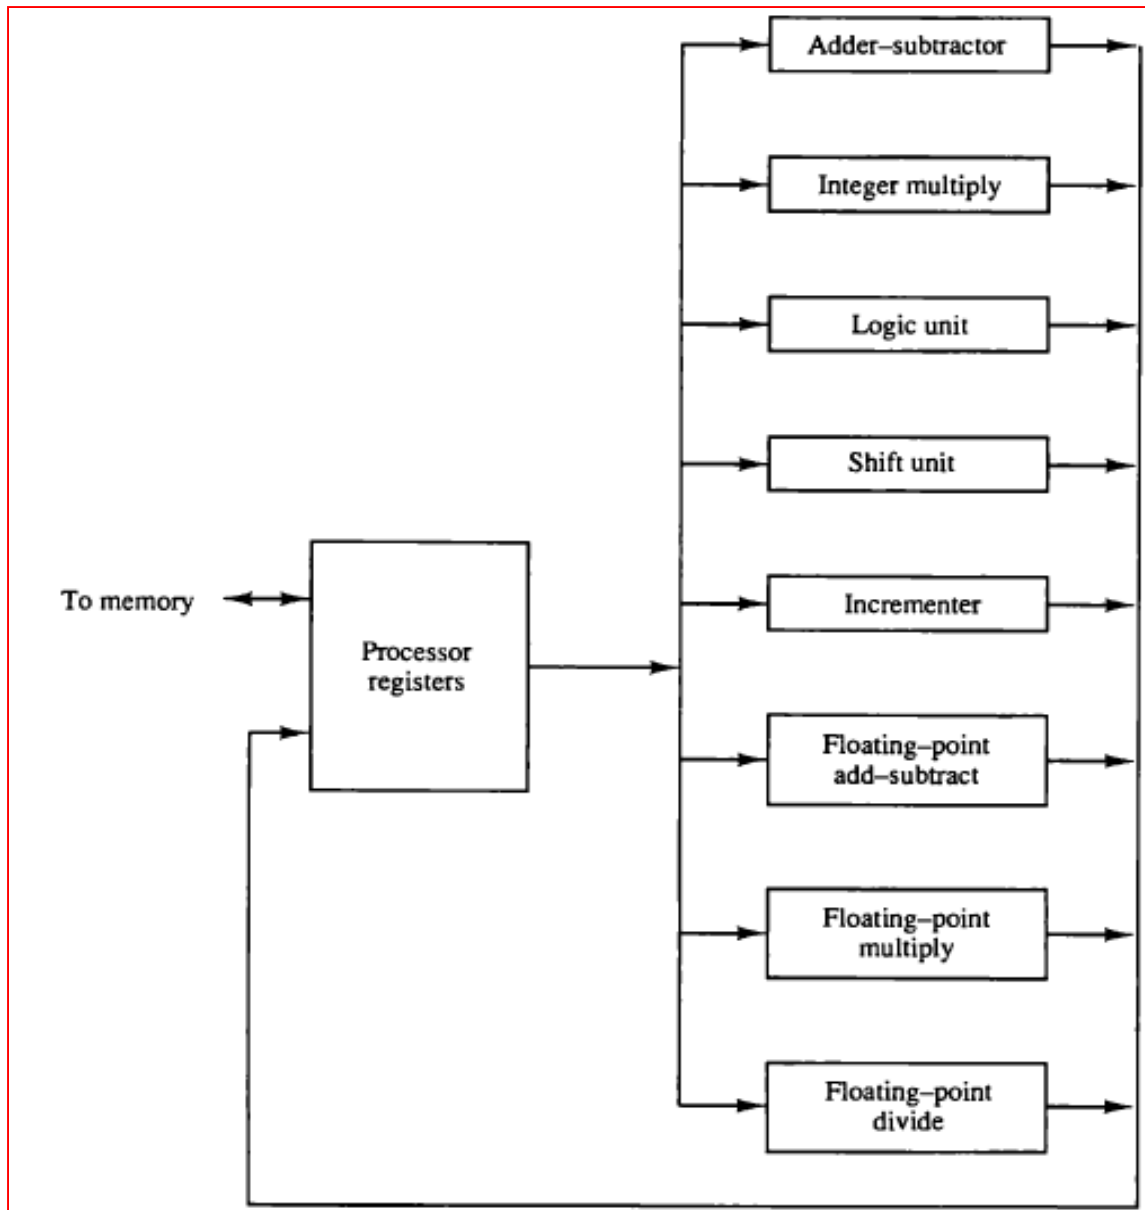 Adder–subtractor
Integer multiply
Logic unit
Shift unit
To memory
Processor
registers
Incrementer
Floating–point
add–subtract
Floating–point
multiply
Floating–point
divide